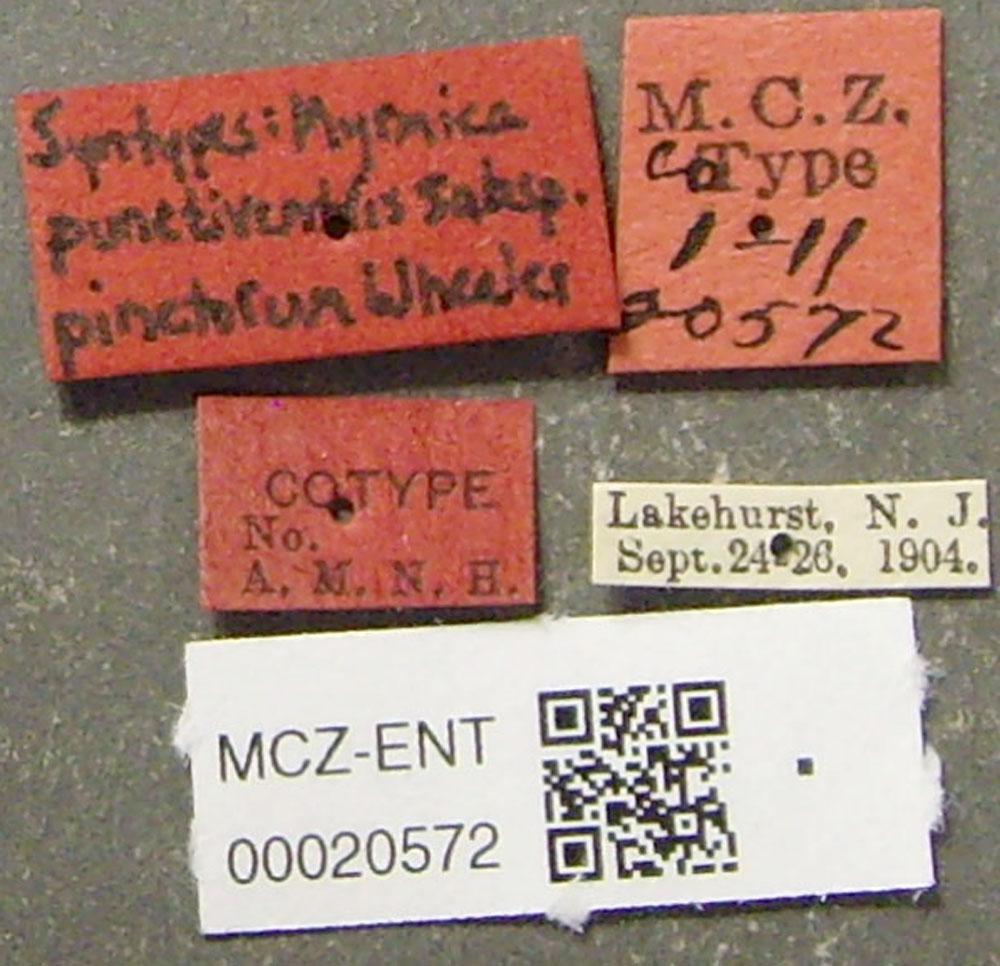 Syntypes: Myrmica
punctiventris subsp.
pinetorum Wheeler
M. C. Z.
CoType
1-11
20572
COTYPE
No.
A. M. N. H.
Lakehurst, N. J.
Sept. 24-26, 1904.
MCZ-ENT
00020572